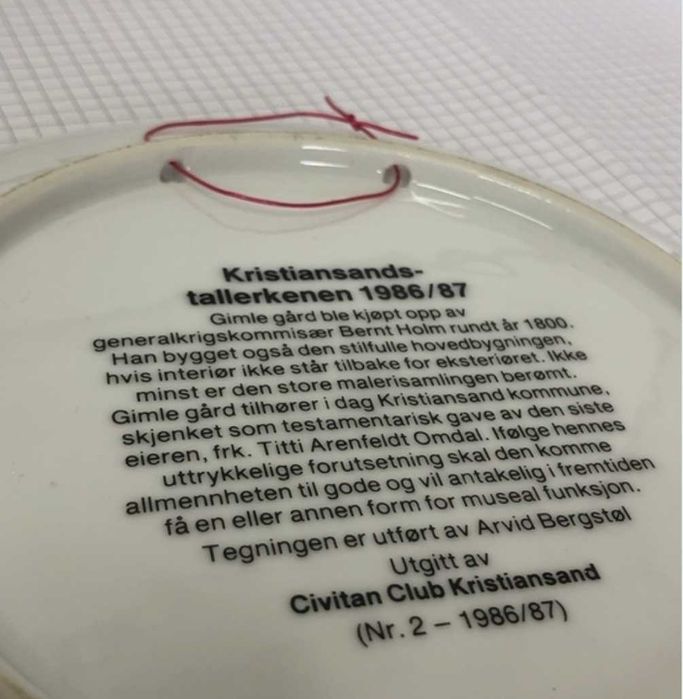 Kristiansands-
tallerkenen 1986/87
Gimle gård ble kjøpt opp av
generalkrigskommisær Bernt Holm rundt år 1800.
Han bygget også den stilfulle hovedbygningen,
hvis interiør ikke står tilbake for eksteriøret. Ikke
minst er den store malerisamlingen berømt.
Gimle gård tilhører i dag Kristiansand kommune,
skjenket som testamentarisk gave av den siste
eieren, frk. Titti Arenfeldt Omdal. Ifølge hennes
uttrykkelige forutsetning skal den komme
allmennheten til gode og vil antakelig i fremtiden
få en eller annen form for museal funksjon.
Tegningen er utført av Arvid Bergstøl
Utgitt av
Civitan Club Kristiansand
(Nr. 2 – 1986/87)